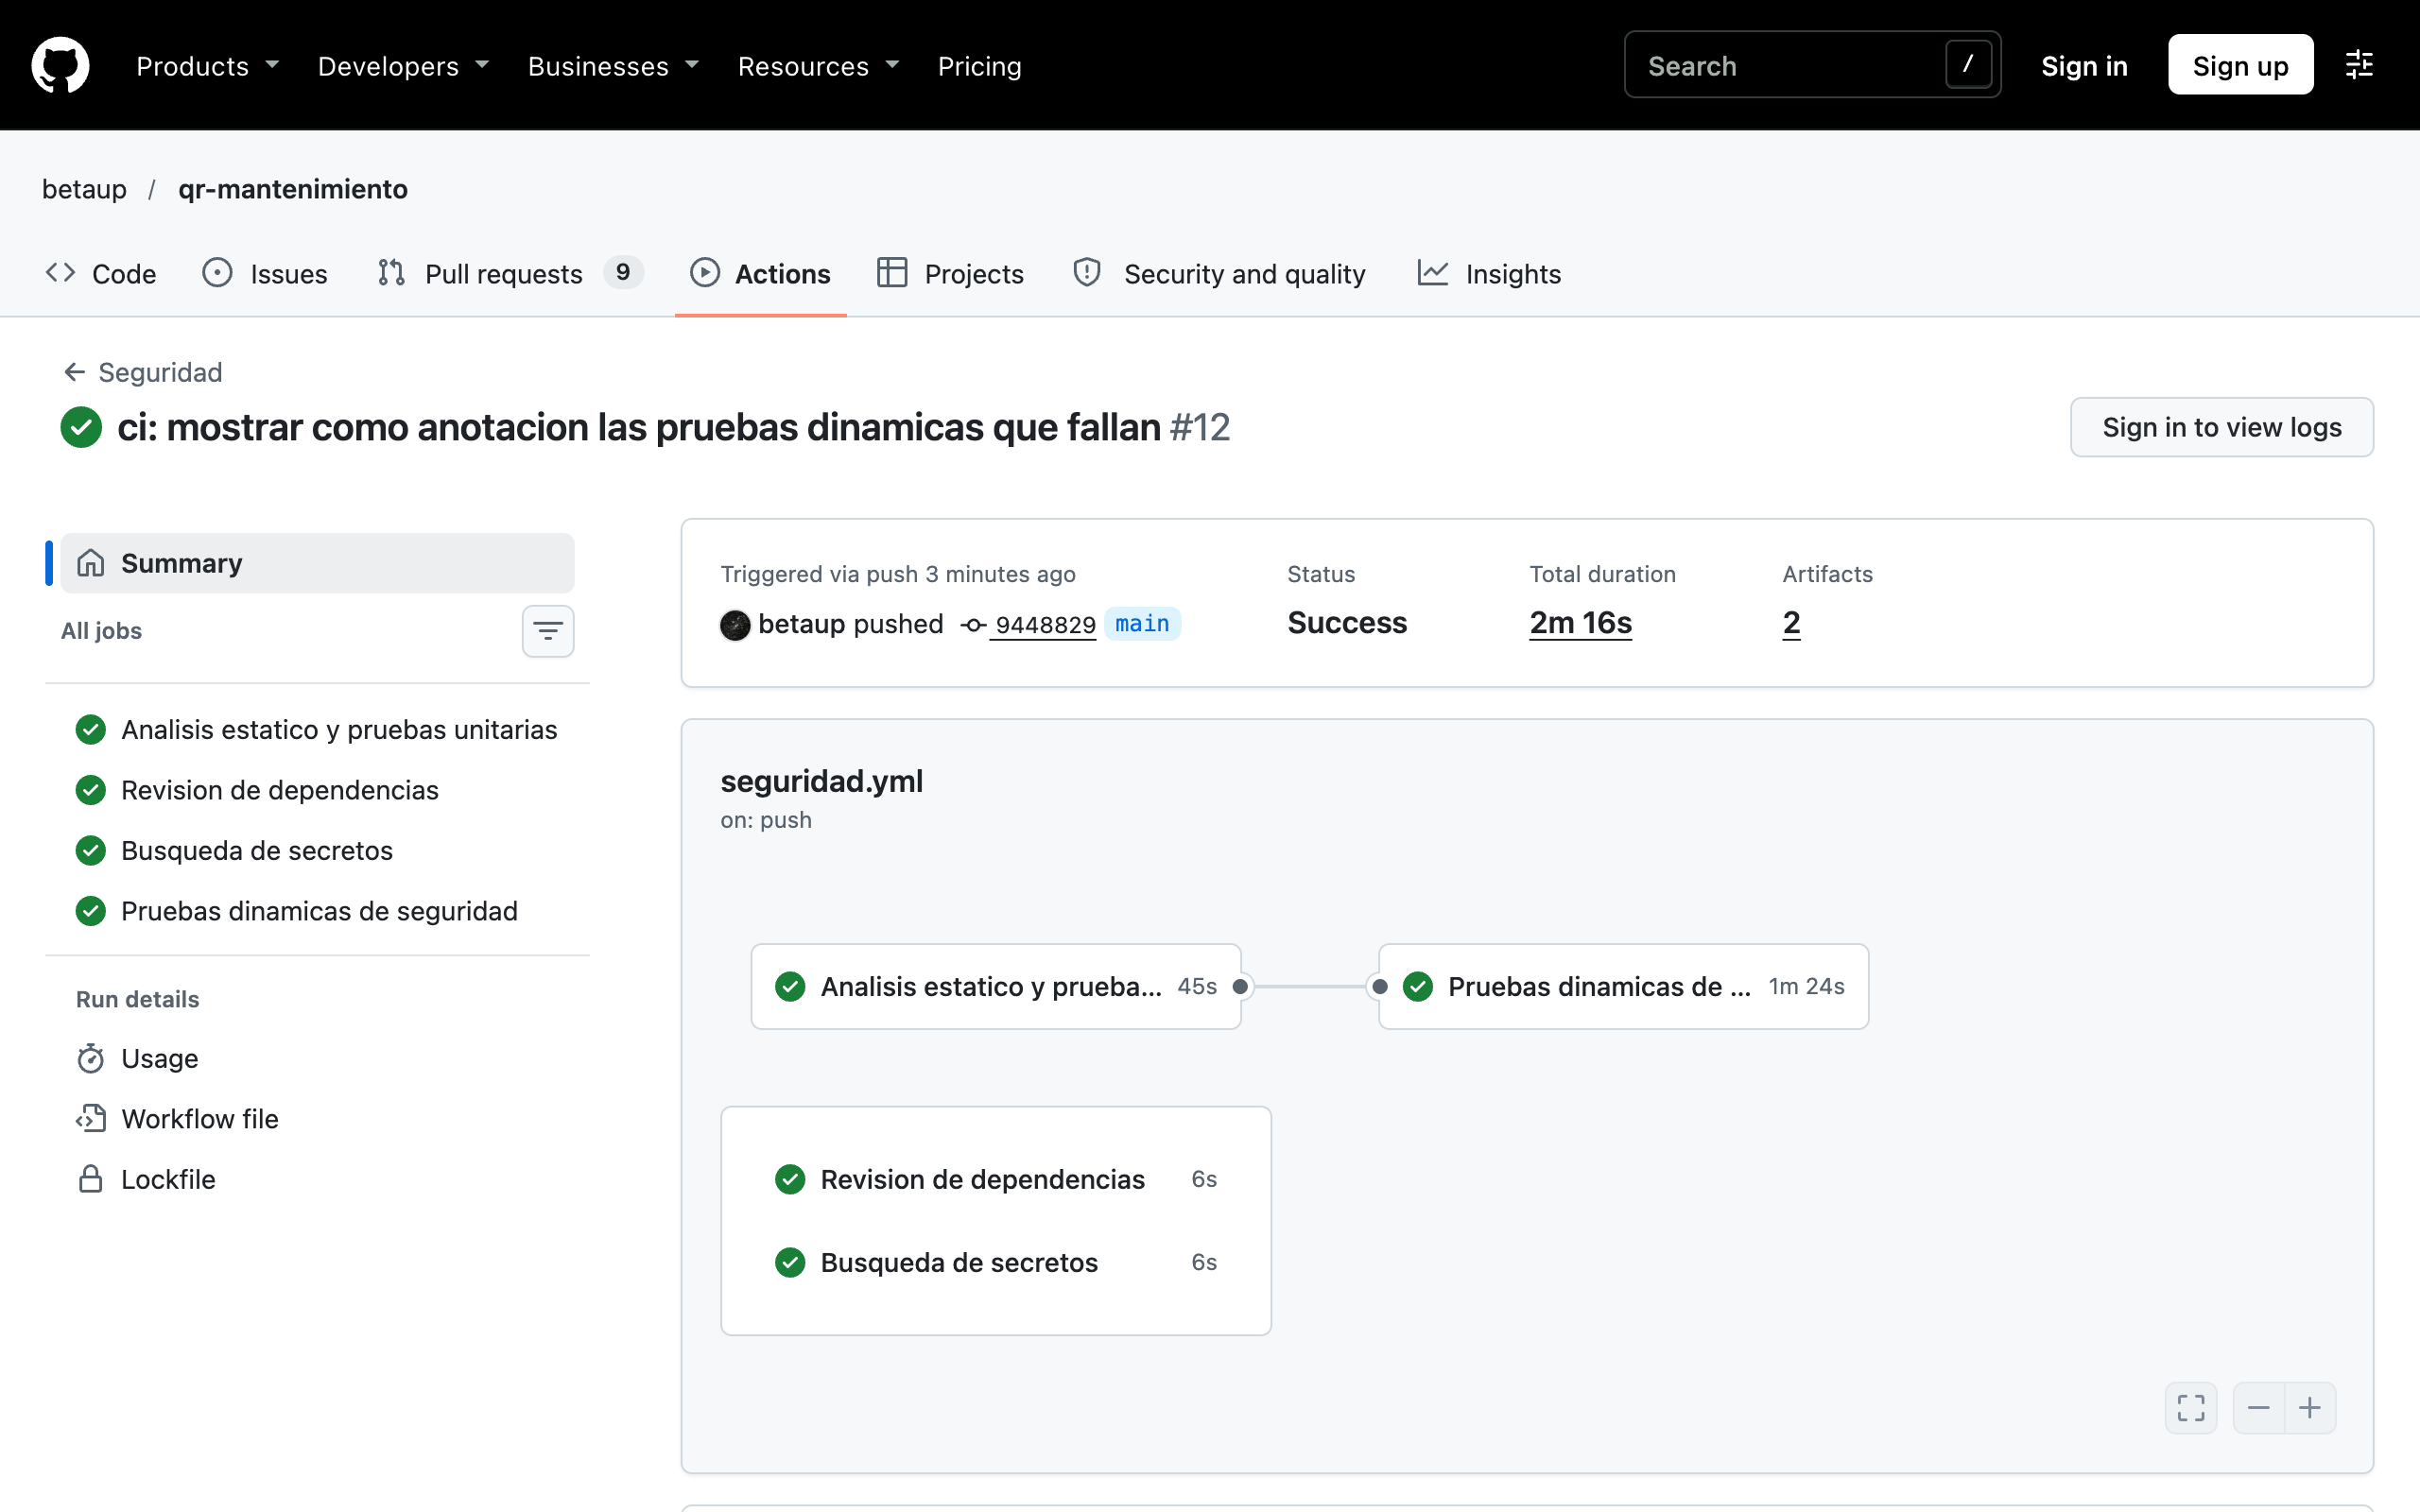 Products Developers Businesses Resources Pricing Search / Sign in Sign up
betaup / qr-mantenimiento
Code Issues Pull requests 9 Actions Projects Security and quality Insights
Seguridad
ci: mostrar como anotacion las pruebas dinamicas que fallan #12
Sign in to view logs
Summary
All jobs
Analisis estatico y pruebas unitarias
Revision de dependencias
Busqueda de secretos
Pruebas dinamicas de seguridad
Run details
Usage
Workflow file
Lockfile
Triggered via push 3 minutes ago
betaup pushed 9448829 main
Status
Success
Total duration
2m 16s
Artifacts
2
seguridad.yml
on: push
Analisis estatico y prueba... 45s
Pruebas dinamicas de ... 1m 24s
Revision de dependencias 6s
Busqueda de secretos 6s